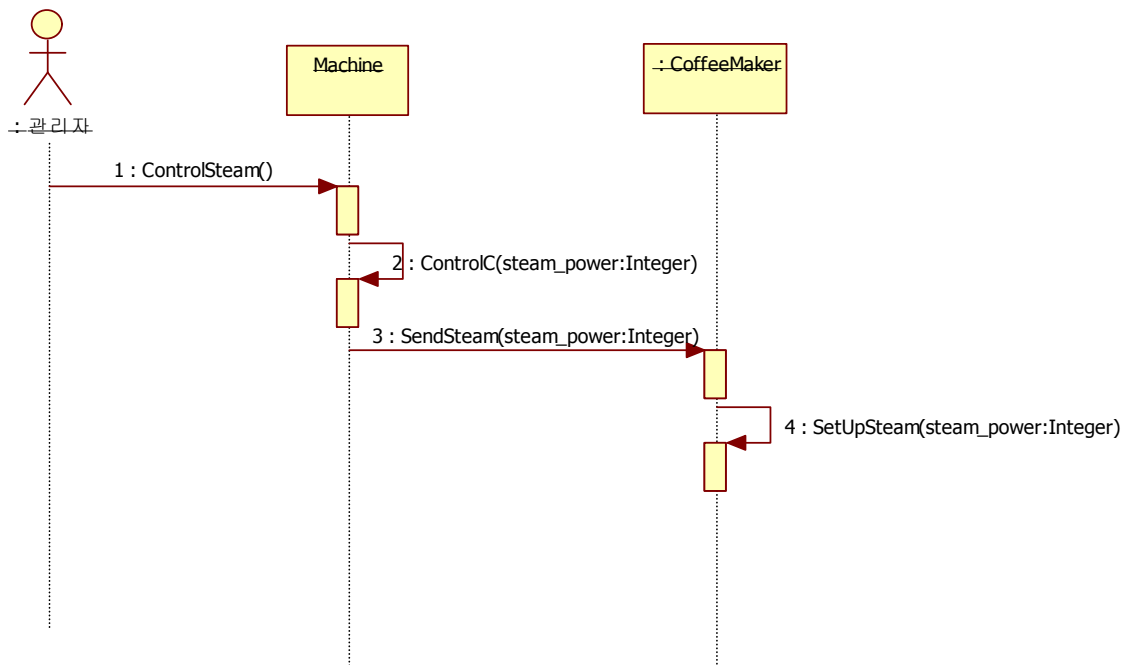 Machine
: CoffeeMaker
: 관리자
1 : ControlSteam()
2 : ControlC(steam_power:Integer)
3 : SendSteam(steam_power:Integer)
4 : SetUpSteam(steam_power:Integer)